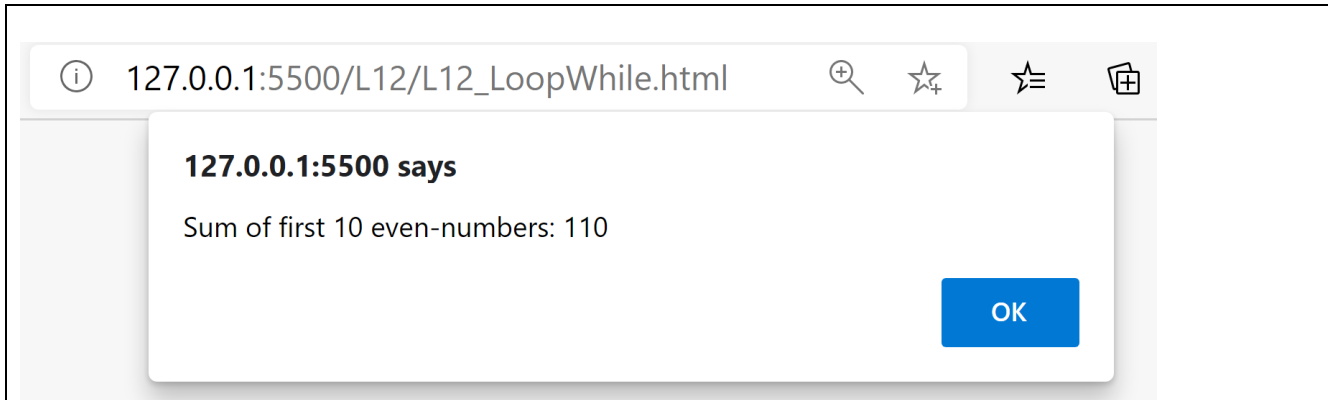 127.0.0.1:5500/L12/L12_LoopWhile.html
127.0.0.1:5500 says
Sum of first 10 even-numbers: 110
OK